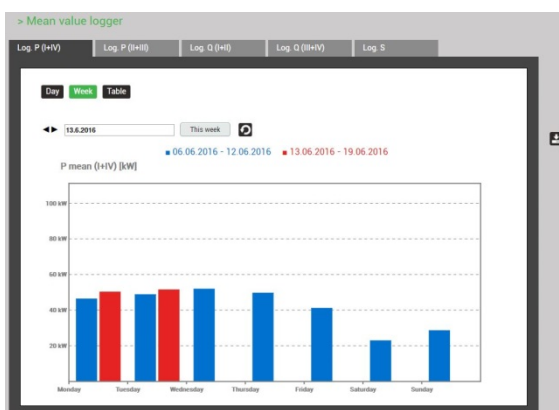 > Mean value logger
Log. P (I+IV) Log. P (II+III) Log. Q (I+II) Log. Q (III+IV) Log. S
Day Week Table
13.6.2016 This week
06.06.2016 - 12.06.2016 13.06.2016 - 19.06.2016
P mean (I+IV) [kW]
100 kW
80 kW
60 kW
40 kW
20 kW
Monday Tuesday Wednesday Thursday Friday Saturday Sunday